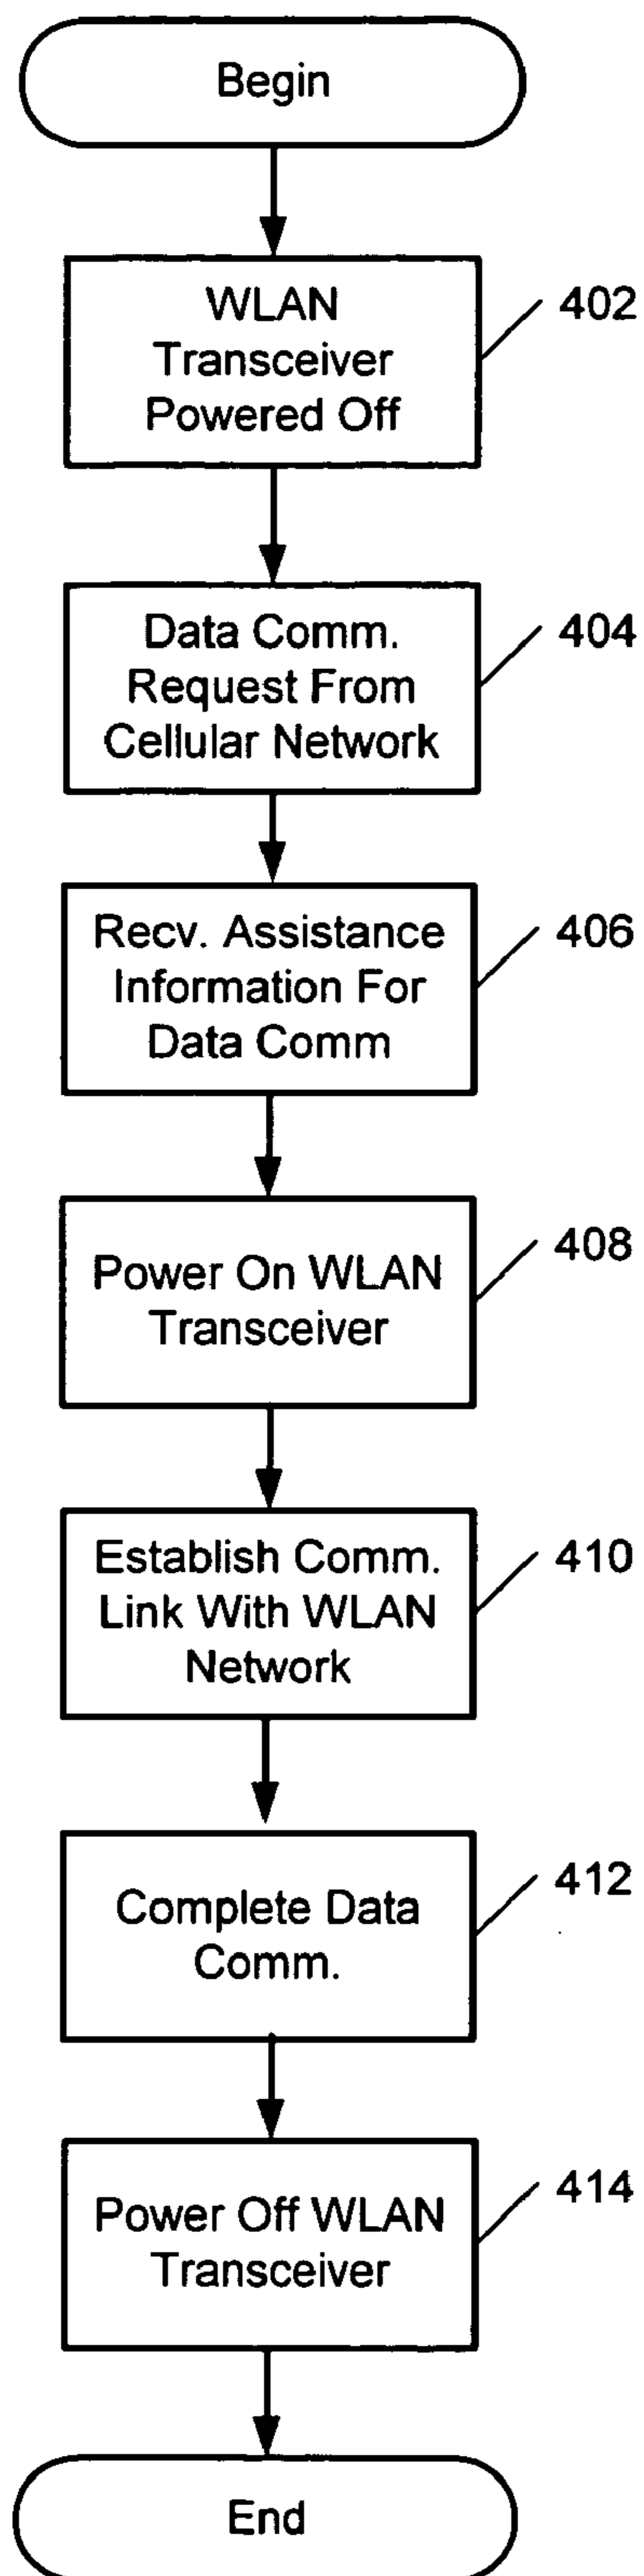 Begin
WLAN
Transceiver
Powered Off
402
Data Comm.
Request From
Cellular Network
404
Recv. Assistance
Information For
Data Comm
406
Power On WLAN
Transceiver
408
Establish Comm.
Link With WLAN
Network
410
Complete Data
Comm.
412
Power Off WLAN
Transceiver
414
End